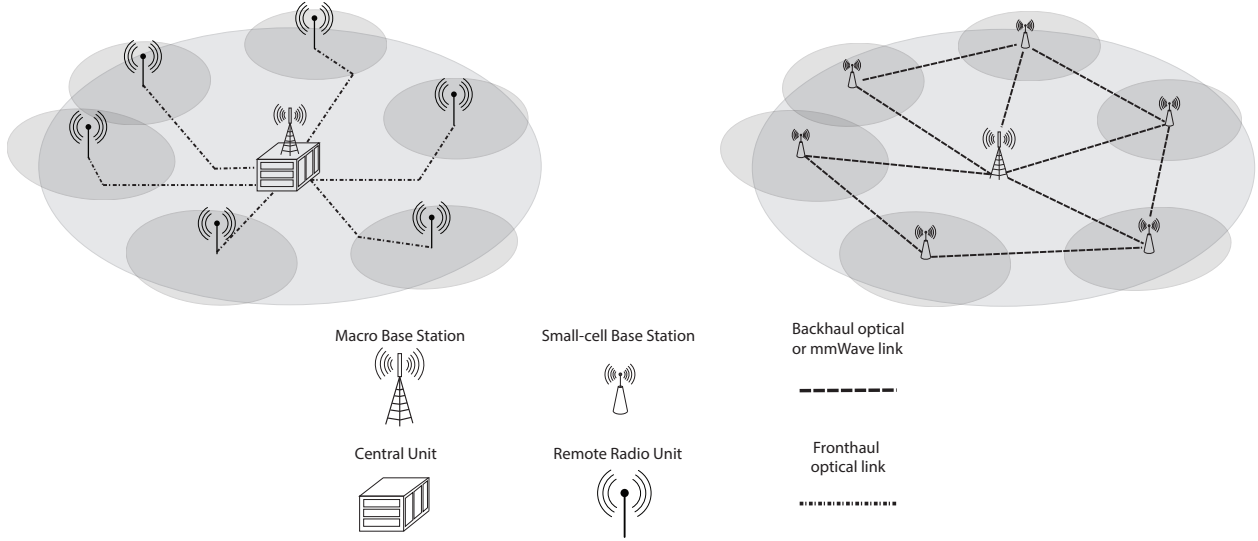 Macro Base Station
Small-cell Base Station
Backhaul optical
or mmWave link
Central Unit
Remote Radio Unit
Fronthaul
optical link